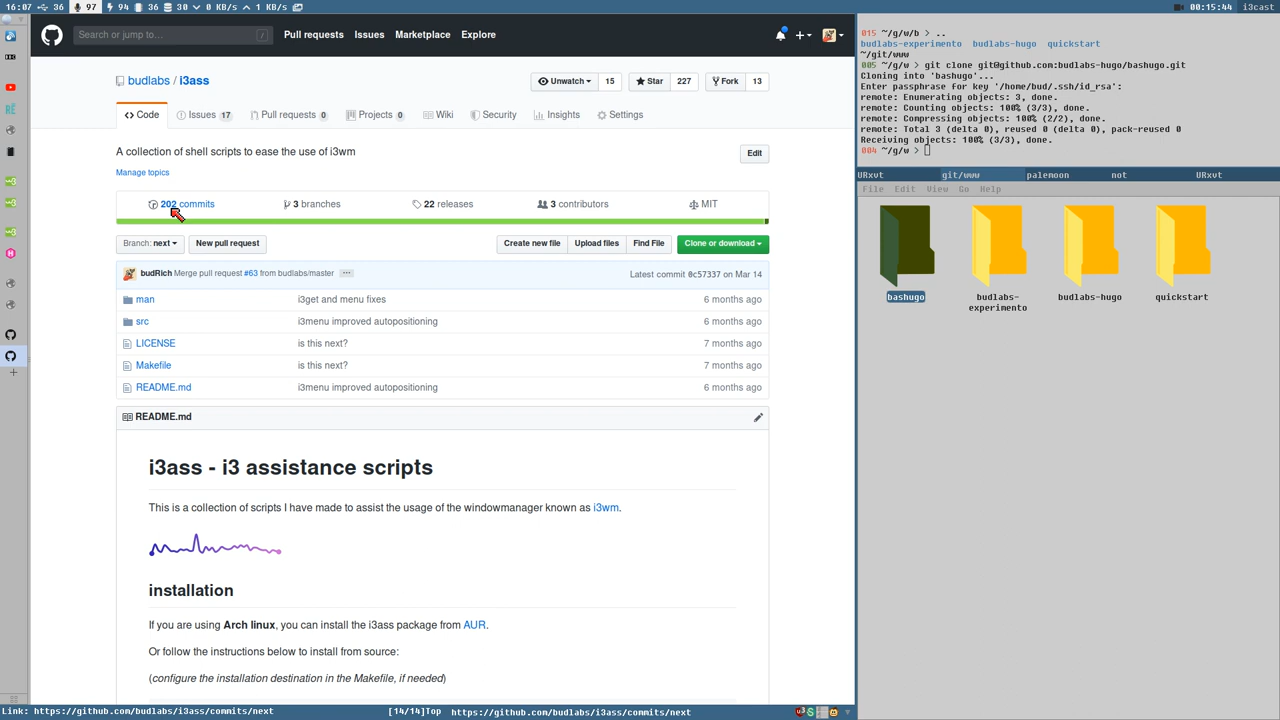 16:07 36 97 94 36 30 0 KB/s 1 KB/s
00:15:44 i3cast
Search or jump to... /
Pull requests Issues Marketplace Explore
budlabs / i3ass
Unwatch 15 Star 227 Fork 13
Code Issues 17 Pull requests 0 Projects 0 Wiki Security Insights Settings
A collection of shell scripts to ease the use of i3wm
Edit
Manage topics
202 commits 3 branches 22 releases 3 contributors MIT
Branch: next New pull request Create new file Upload files Find File Clone or download
budRich Merge pull request #63 from budlabs/master ... Latest commit 0c57337 on Mar 14
man i3get and menu fixes 6 months ago
src i3menu improved autopositioning 6 months ago
LICENSE is this next? 7 months ago
Makefile is this next? 7 months ago
README.md i3menu improved autopositioning 6 months ago
README.md
i3ass - i3 assistance scripts
This is a collection of scripts I have made to assist the usage of the windowmanager known as i3wm.
installation
If you are using Arch linux, you can install the i3ass package from AUR.
Or follow the instructions below to install from source:
(configure the installation destination in the Makefile, if needed)
Link: https://github.com/budlabs/i3ass/commits/next [14/14]Top https://github.com/budlabs/i3ass/commits/next
015 ~/g/w/b > ..
budlabs-experimento budlabs-hugo quickstart
~/git/www
005 ~/g/w > git clone git@github.com:budlabs-hugo/bashugo.git
Cloning into 'bashugo'...
Enter passphrase for key '/home/bud/.ssh/id_rsa':
remote: Enumerating objects: 3, done.
remote: Counting objects: 100% (3/3), done.
remote: Compressing objects: 100% (2/2), done.
remote: Total 3 (delta 0), reused 0 (delta 0), pack-reused 0
Receiving objects: 100% (3/3), done.
004 ~/g/w >
URxvt git/www palemoon not URxvt
File Edit View Go Help
bashugo
budlabs-
experimento
budlabs-hugo
quickstart